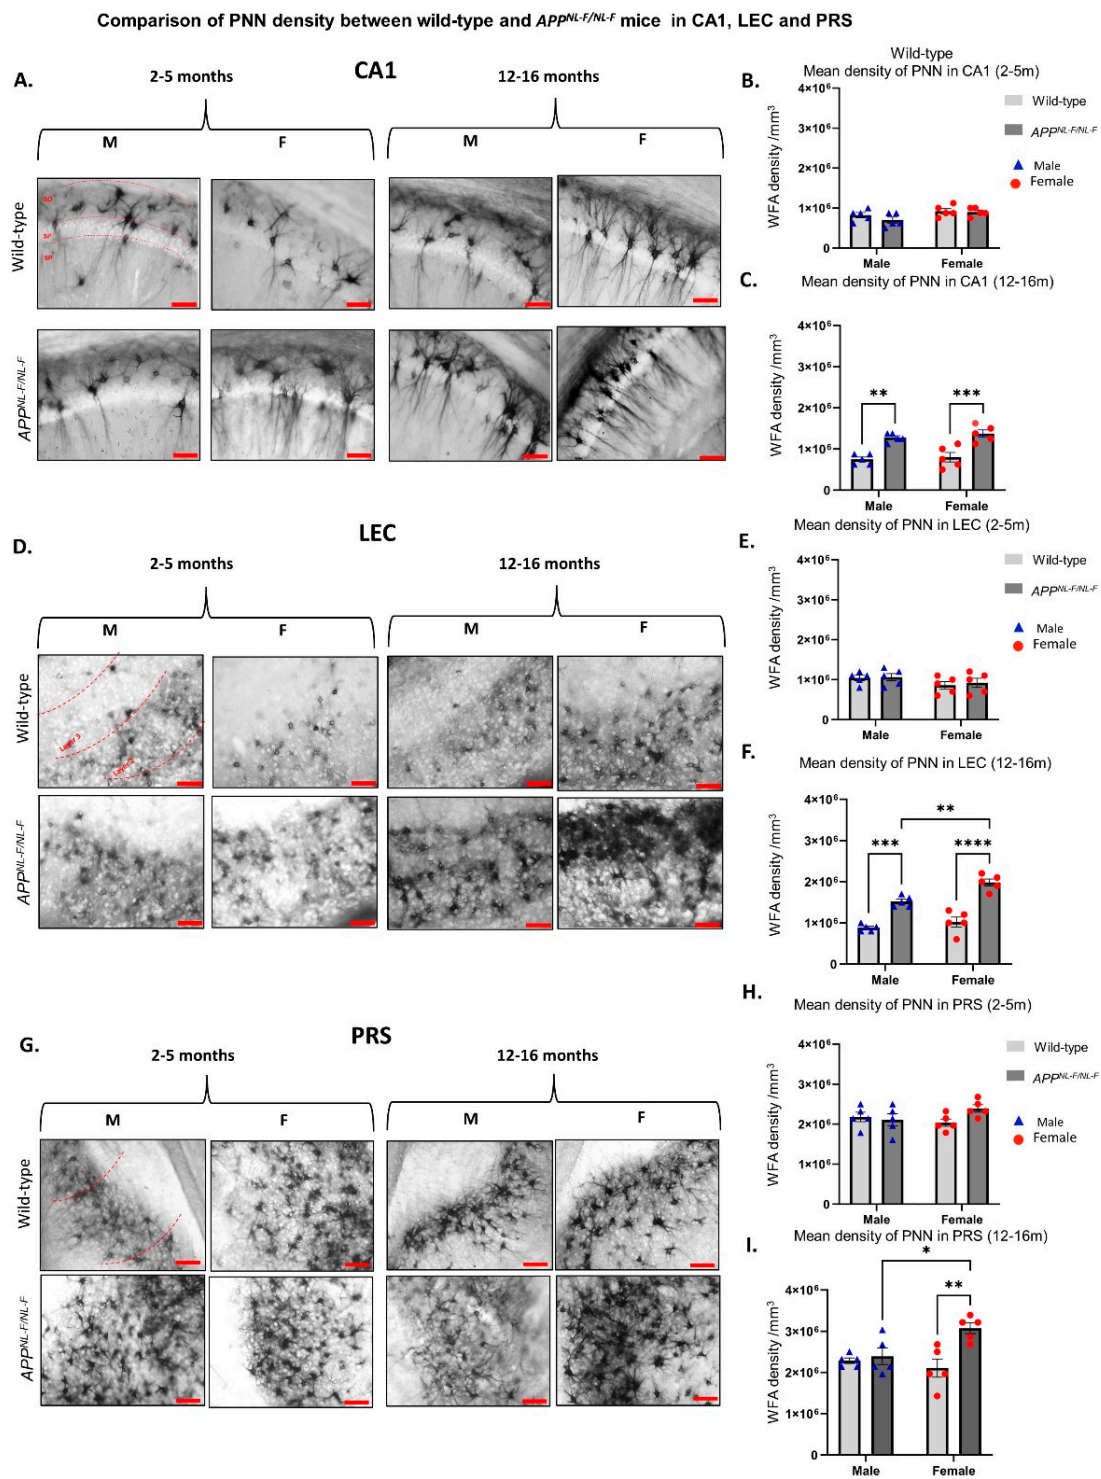 Comparison of PNN density between wild-type and APPNL-F/NL-F mice in CA1, LEC and PRS
A.
CA1
2-5 months
12-16 months
M
F
M
F
Wild-type
SO
SP
SP
APPNL-F/NL-F
B.
Wild-type
Mean density of PNN in CA1 (2-5m)
WFA density /mm3
4×106
3×106
2×106
1×106
0
Male
Female
Wild-type
APPNL-F/NL-F
Male
Female
C.
Mean density of PNN in CA1 (12-16m)
WFA density /mm3
4×106
3×106
2×106
1×106
0
**
***
Male
Female
D.
LEC
2-5 months
12-16 months
M
F
M
F
Wild-type
Layer 3
Layer 2
APPNL-F/NL-F
E.
Mean density of PNN in LEC (2-5m)
WFA density /mm3
4×106
3×106
2×106
1×106
0
Male
Female
Wild-type
APPNL-F/NL-F
Male
Female
F.
Mean density of PNN in LEC (12-16m)
WFA density /mm3
4×106
3×106
2×106
1×106
0
**
***
****
Male
Female
G.
PRS
2-5 months
12-16 months
M
F
M
F
Wild-type
APPNL-F/NL-F
H.
Mean density of PNN in PRS (2-5m)
WFA density /mm3
4×106
3×106
2×106
1×106
0
Male
Female
Wild-type
APPNL-F/NL-F
Male
Female
I.
Mean density of PNN in PRS (12-16m)
WFA density /mm3
4×106
3×106
2×106
1×106
0
*
**
Male
Female